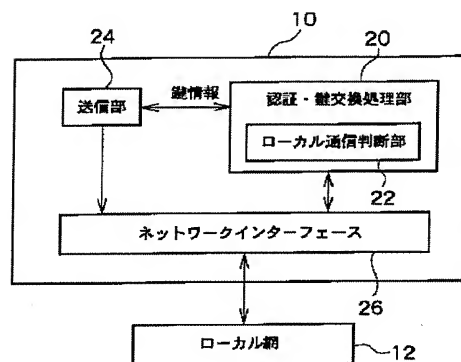 10
24
20
送信部
鍵情報
認証・鍵交換処理部
ローカル通信判断部
22
ネットワークインターフェース
26
ローカル網
12